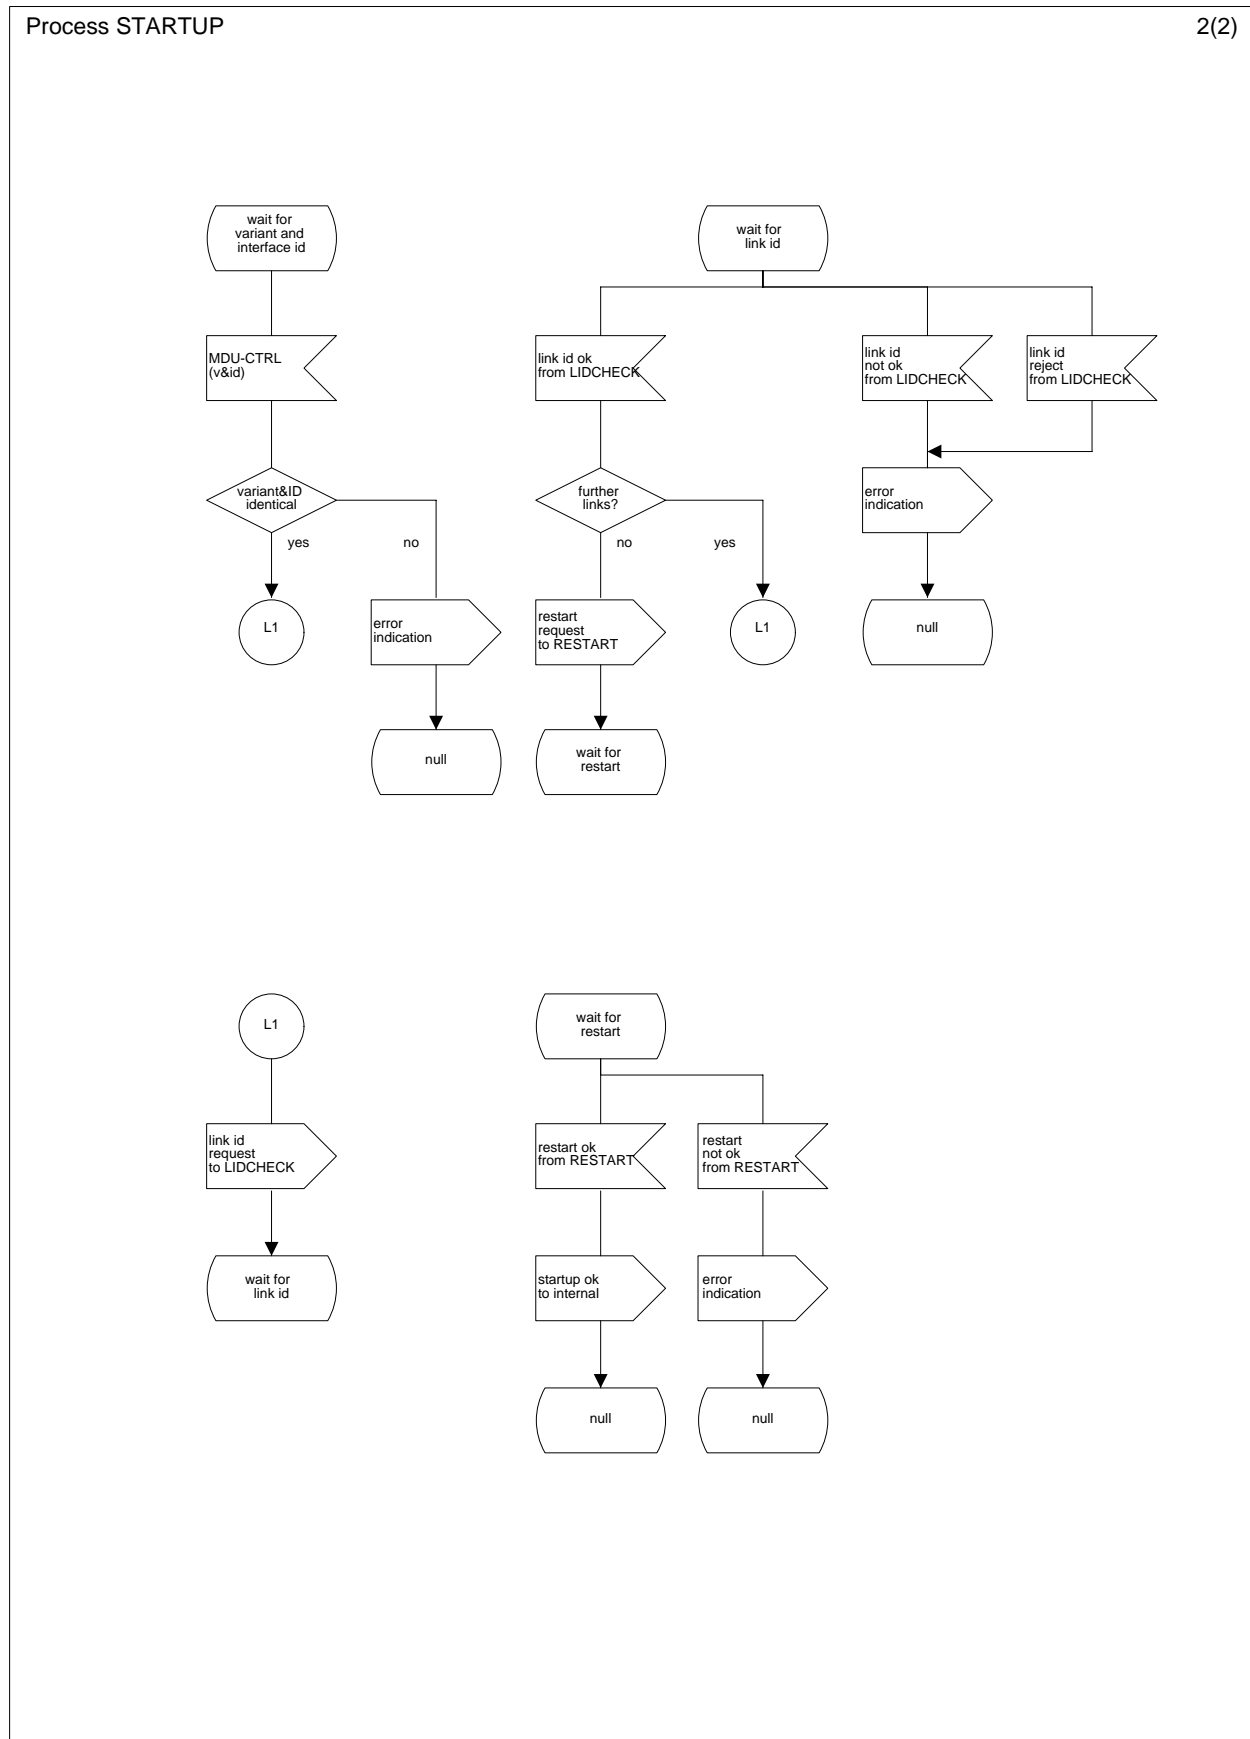 Process STARTUP
2(2)
wait for
variant and
interface id
MDU-CTRL
(v&id)
variant&ID
identical
yes
no
L1
error
indication
null
wait for
link id
link id ok
from LIDCHECK
link id
not ok
from LIDCHECK
link id
reject
from LIDCHECK
further
links?
no
yes
restart
request
to RESTART
L1
wait for
restart
error
indication
null
L1
link id
request
to LIDCHECK
wait for
link id
wait for
restart
restart ok
from RESTART
restart
not ok
from RESTART
startup ok
to internal
error
indication
null
null